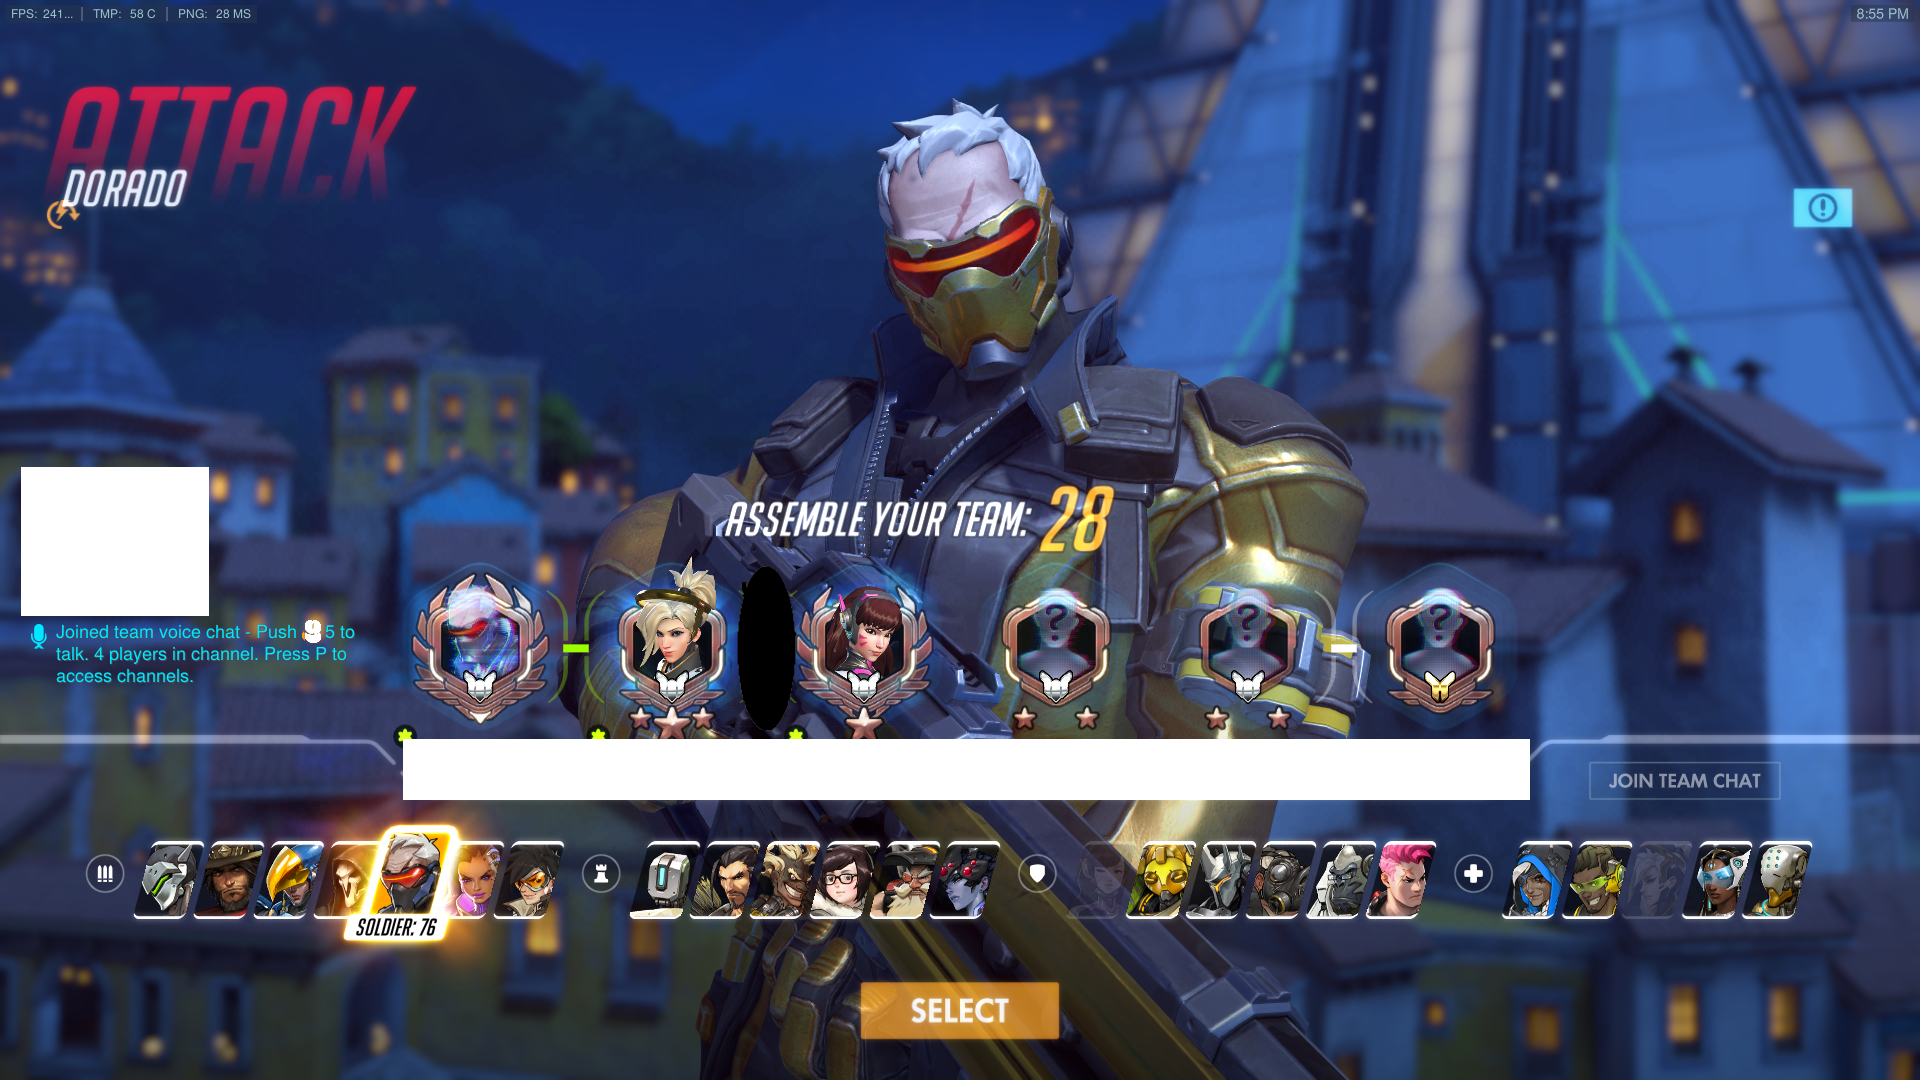 FPS: 241... | TMP: 58 C | PNG: 28 MS
8:55 PM
ATTACK
DORADO
ASSEMBLE YOUR TEAM: 28
Joined team voice chat - Push 5 to
talk. 4 players in channel. Press P to
access channels.
JOIN TEAM CHAT
SOLDIER: 76
SELECT